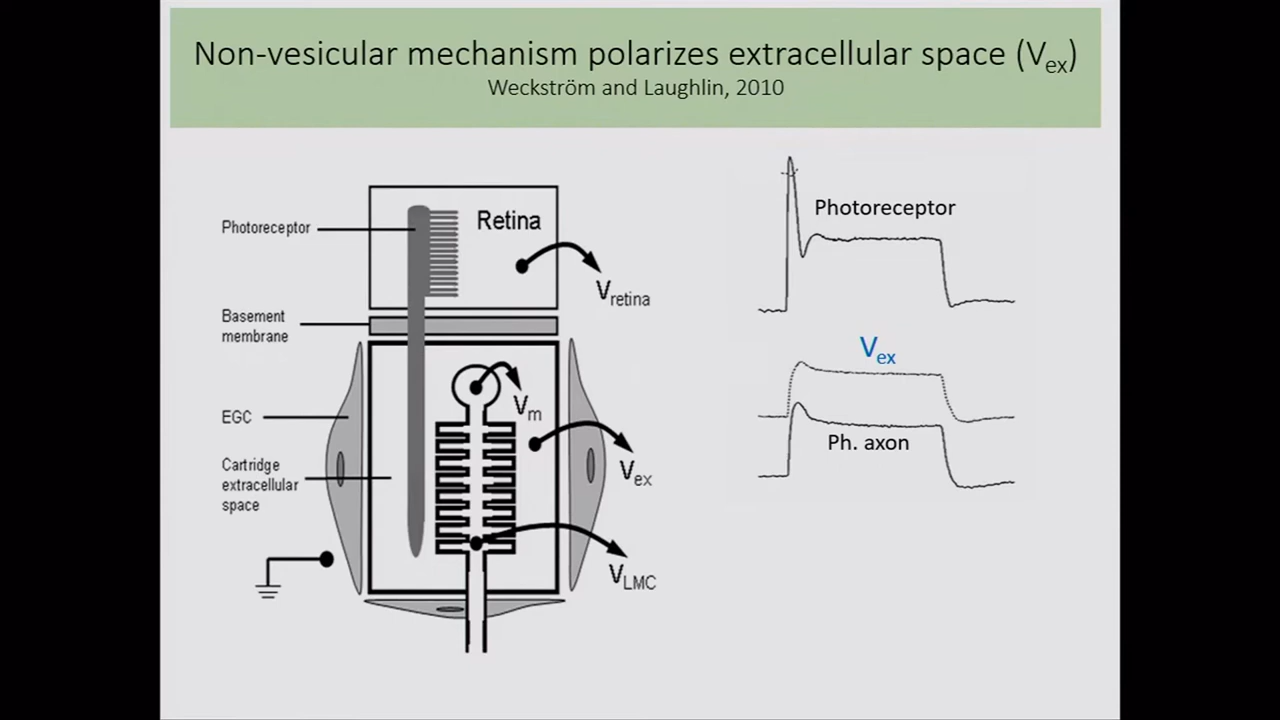 Non-vesicular mechanism polarizes extracellular space (Vex)
Weckström and Laughlin, 2010
Photoreceptor
Retina
Vretina
Basement
membrane
Vm
EGC
Cartridge
extracellular
space
Vex
VLMC
Photoreceptor
Vex
Ph. axon